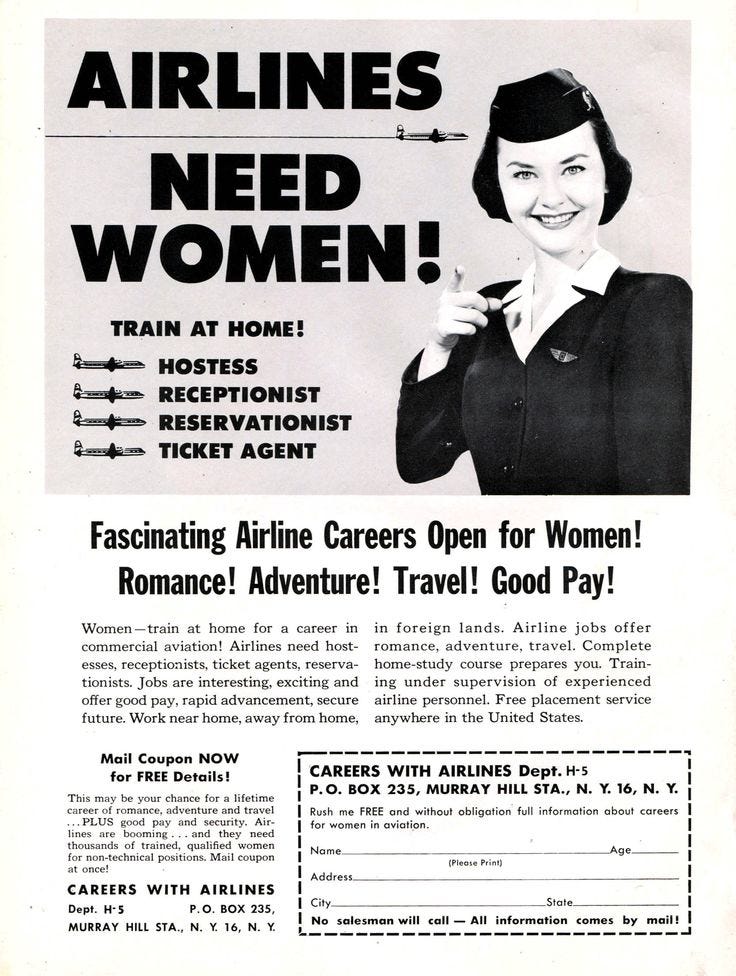 AIRLINES
NEED
WOMEN!
TRAIN AT HOME!
HOSTESS
RECEPTIONIST
RESERVATIONIST
TICKET AGENT
Fascinating Airline Careers Open for Women!
Romance! Adventure! Travel! Good Pay!
Women—train at home for a career in
commercial aviation! Airlines need host-
esses, receptionists, ticket agents, reserva-
tionists. Jobs are interesting, exciting and
offer good pay, rapid advancement, secure
future. Work near home, away from home,
in foreign lands. Airline jobs offer
romance, adventure, travel. Complete
home-study course prepares you. Train-
ing under supervision of experienced
airline personnel. Free placement service
anywhere in the United States.
Mail Coupon NOW
for FREE Details!
This may be your chance for a lifetime
career of romance, adventure and travel
...PLUS good pay and security. Air-
lines are booming . . . and they need
thousands of trained, qualified women
for non-technical positions. Mail coupon
at once!
CAREERS WITH AIRLINES
Dept. H-5 P.O. BOX 235,
MURRAY HILL STA., N. Y. 16, N. Y.
CAREERS WITH AIRLINES Dept. H-5
P.O. BOX 235, MURRAY HILL STA., N. Y. 16, N. Y.
Rush me FREE and without obligation full information about careers
for women in aviation.
Name Age
(Please Print)
Address
City State
No salesman will call — All information comes by mail!